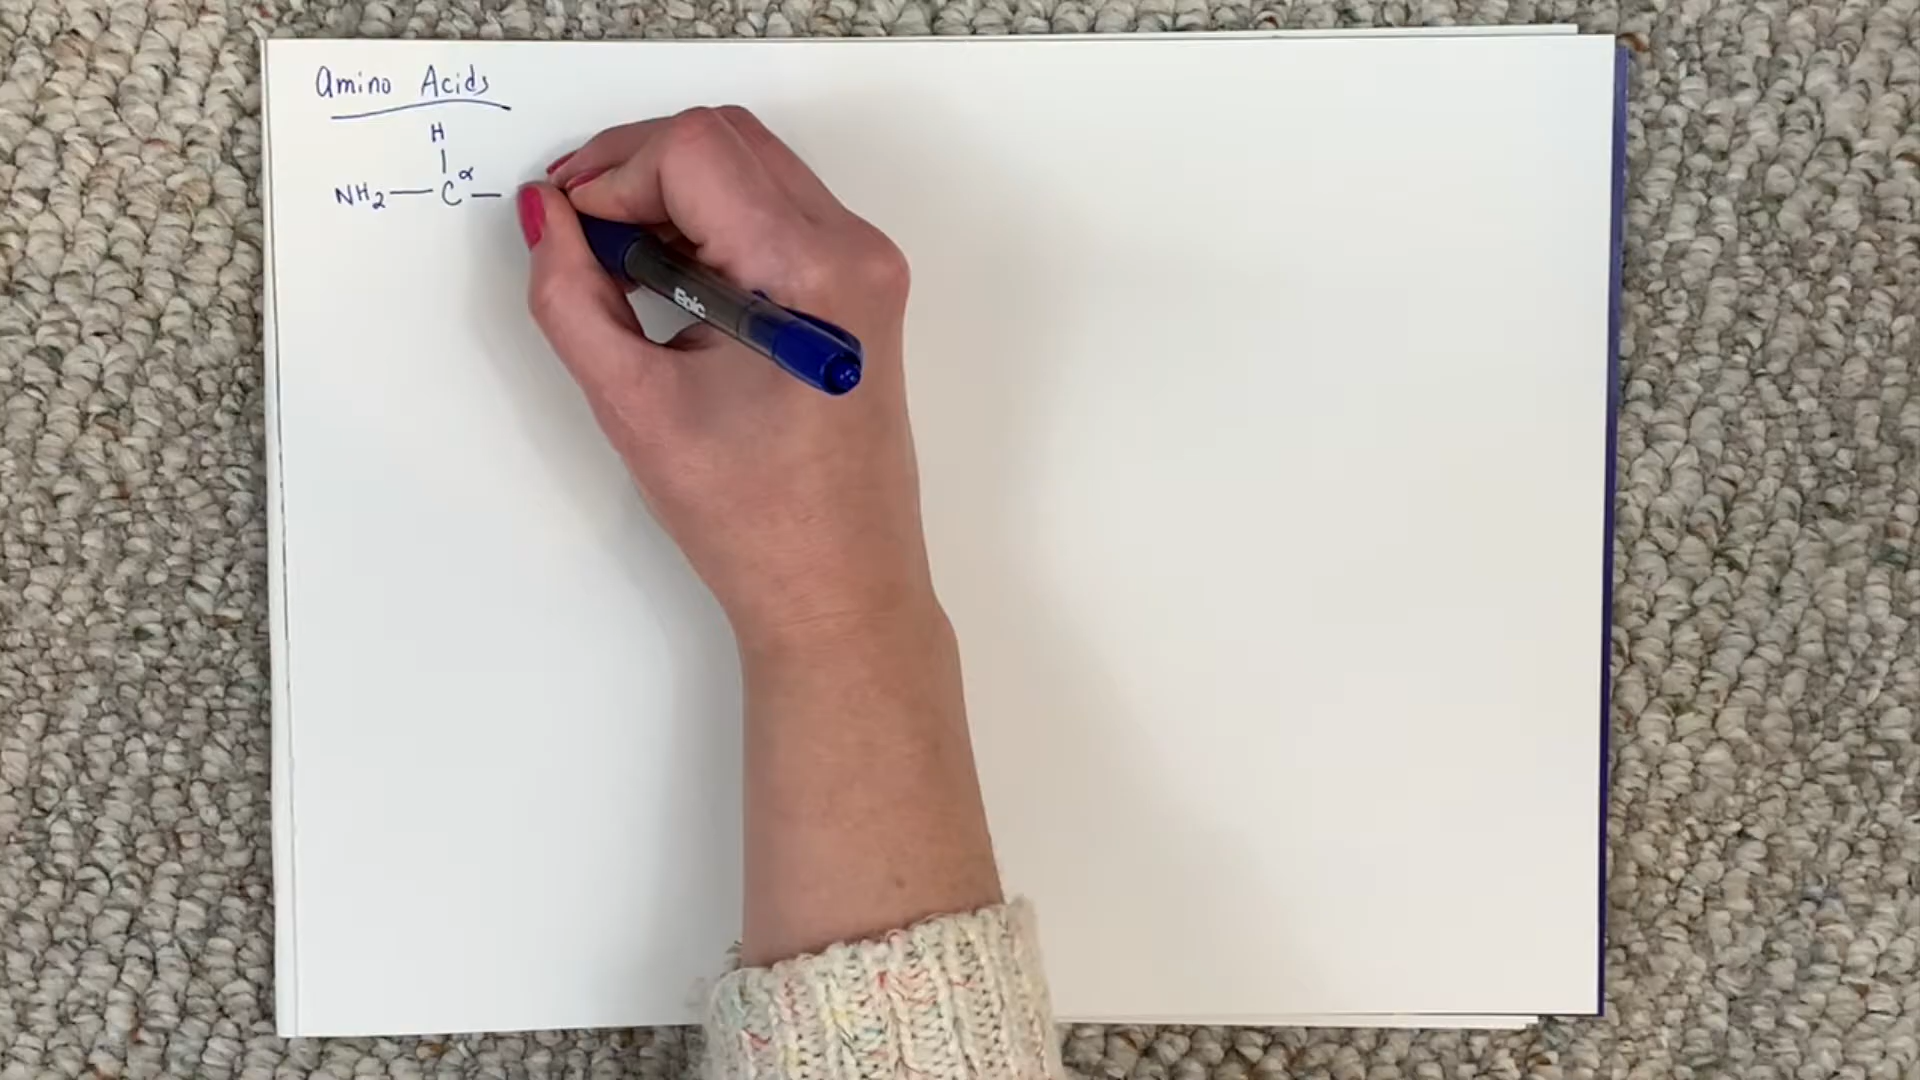 Amino Acids
H
NH2—Cα—
Epic